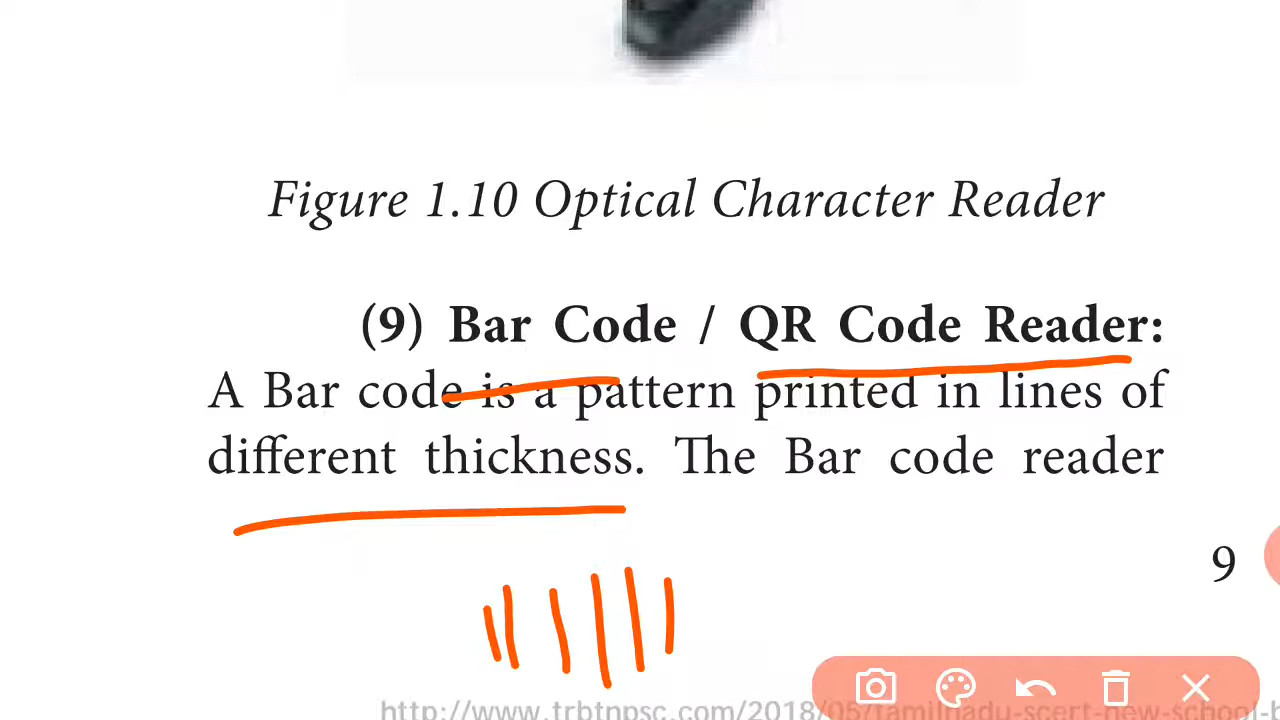 Figure 1.10 Optical Character Reader
(9) Bar Code / QR Code Reader:
A Bar code is a pattern printed in lines of
different thickness. The Bar code reader
9
http://www.trbtnpsc.com/2018/05/tamilnadu-scert-new-school-b